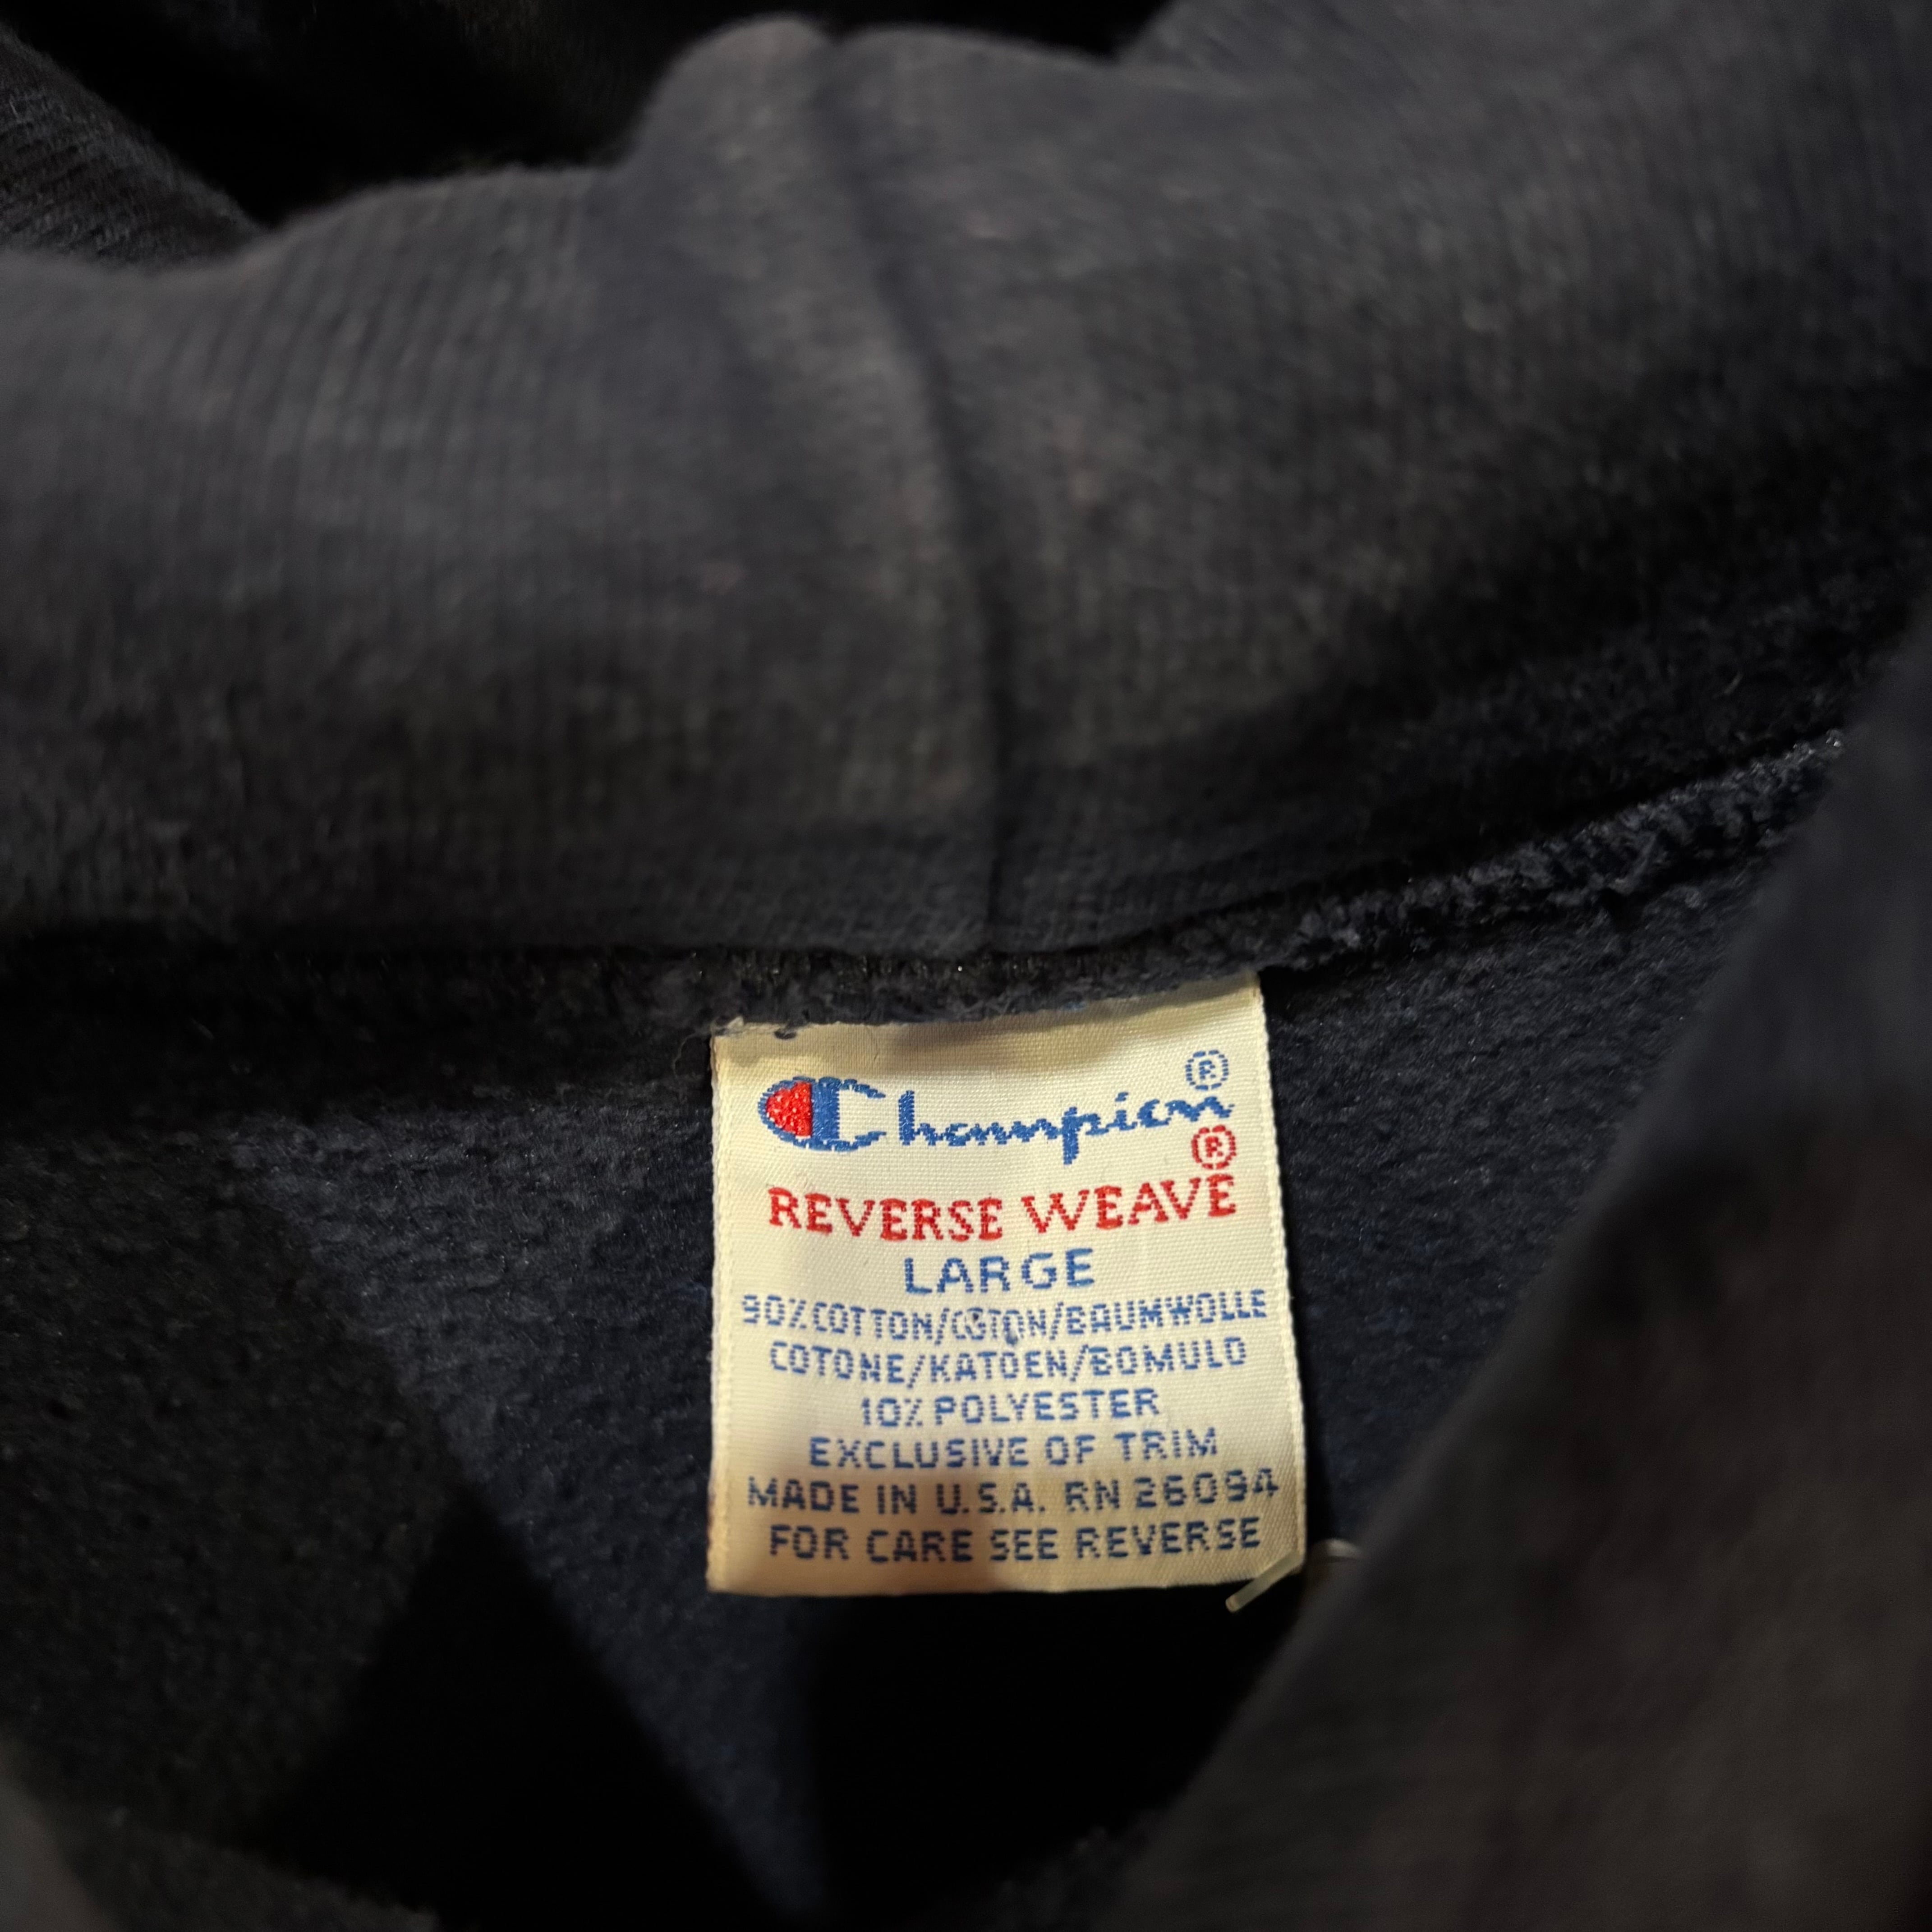 Champion®
REVERSE WEAVE®
LARGE
90% COTTON/COTON/BAUMWOLLE
COTONE/KATOEN/BOMULD
10% POLYESTER
EXCLUSIVE OF TRIM
MADE IN U.S.A. RN 26094
FOR CARE SEE REVERSE